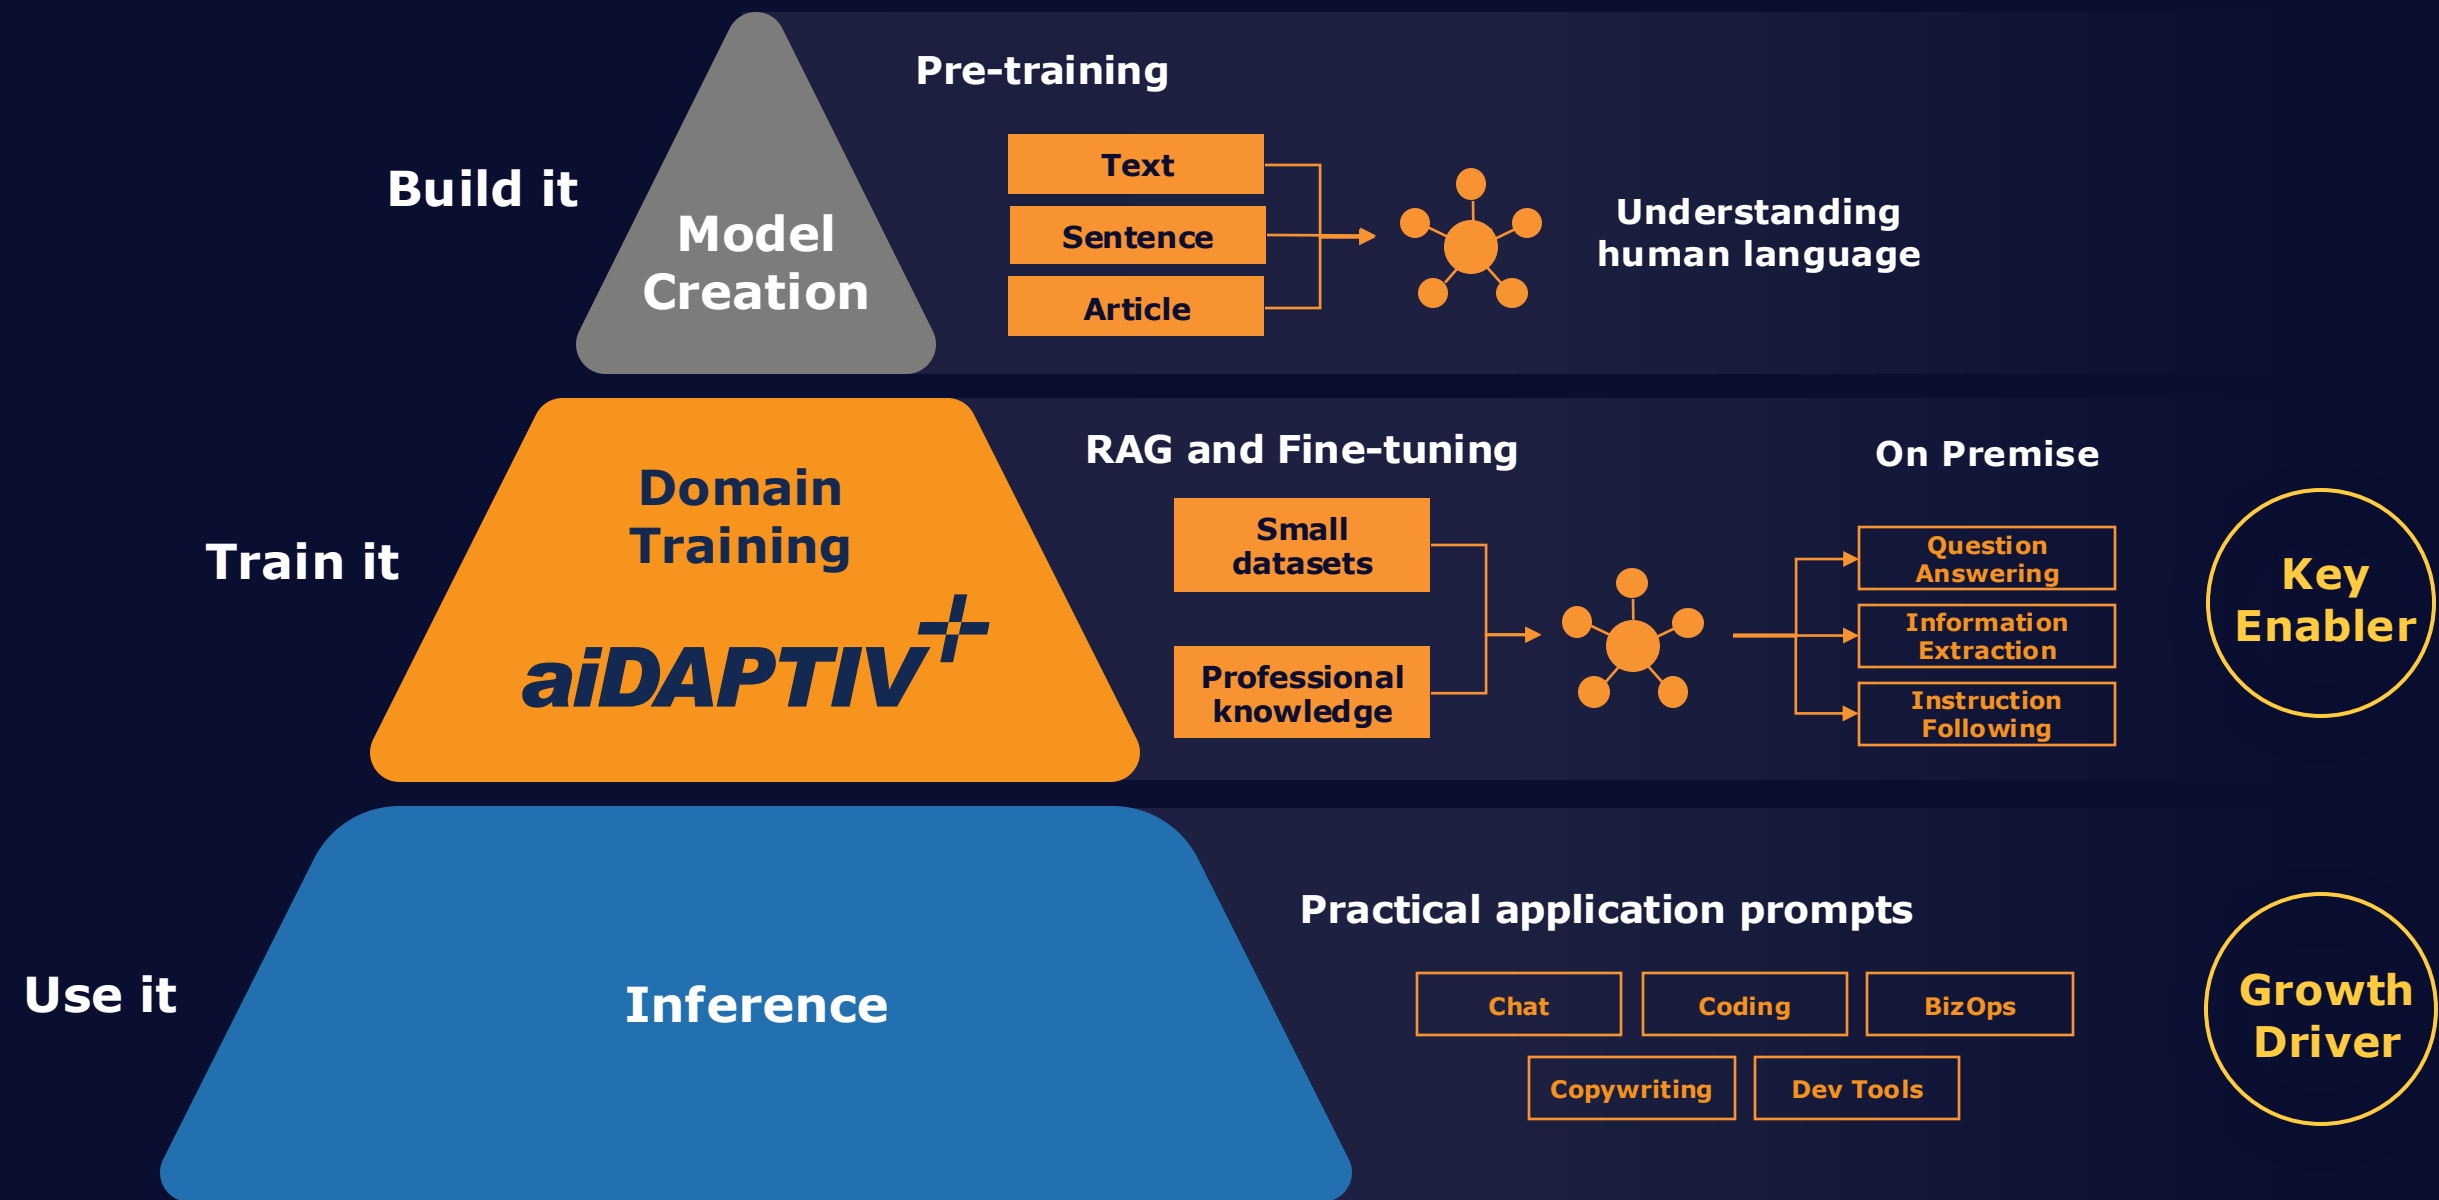 Pre-training
Build it
Model
Creation
Text
Sentence
Article
Understanding
human language
Train it
Domain
Training
aiDAPTIV+
RAG and Fine-tuning
Small
datasets
Professional
knowledge
On Premise
Question
Answering
Information
Extraction
Instruction
Following
Key
Enabler
Use it
Inference
Practical application prompts
Chat
Coding
BizOps
Copywriting
Dev Tools
Growth
Driver